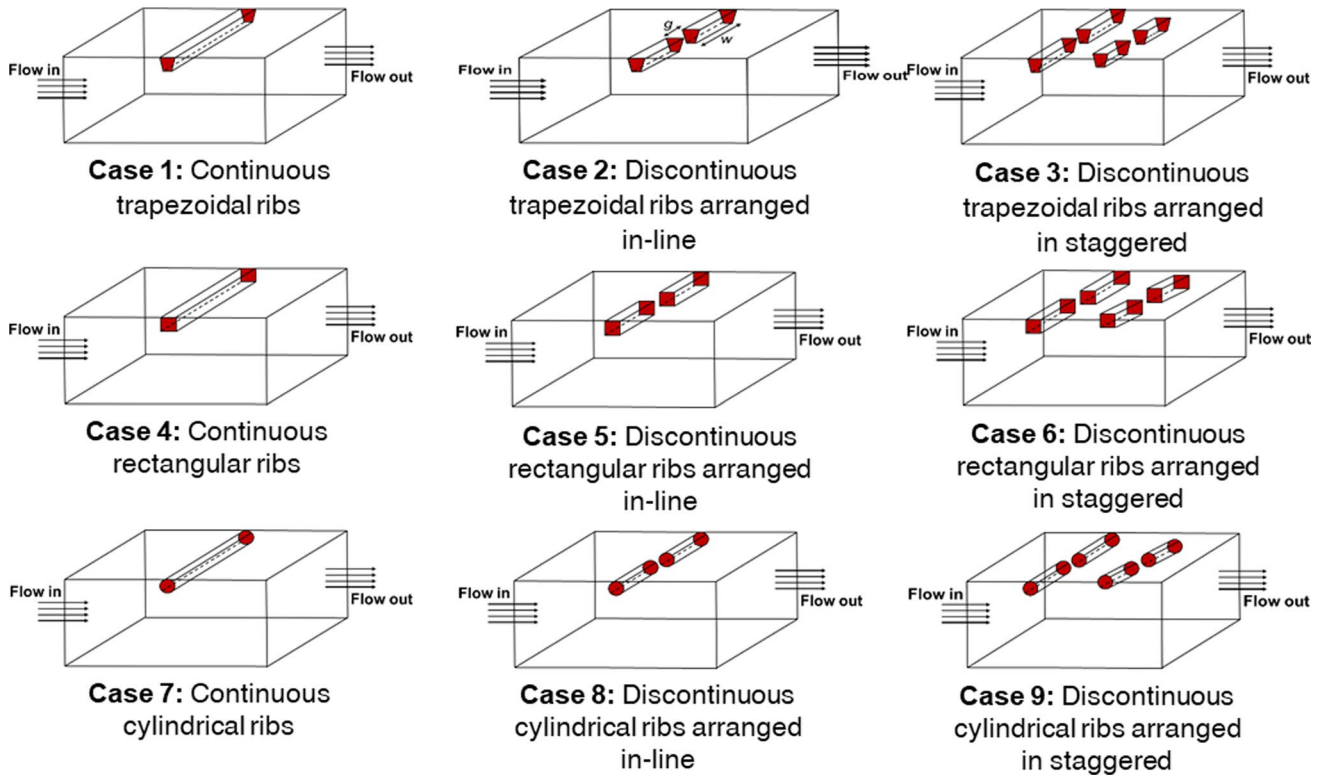 Flow in
Flow out
Case 1: Continuous
trapezoidal ribs
g
w
Flow in
Flow out
Case 2: Discontinuous
trapezoidal ribs arranged
in-line
Flow in
Flow out
Case 3: Discontinuous
trapezoidal ribs arranged
in staggered
Flow in
Flow out
Case 4: Continuous
rectangular ribs
Flow in
Flow out
Case 5: Discontinuous
rectangular ribs arranged
in-line
Flow in
Flow out
Case 6: Discontinuous
rectangular ribs arranged
in staggered
Flow in
Flow out
Case 7: Continuous
cylindrical ribs
Flow in
Flow out
Case 8: Discontinuous
cylindrical ribs arranged
in-line
Flow in
Flow out
Case 9: Discontinuous
cylindrical ribs arranged
in staggered